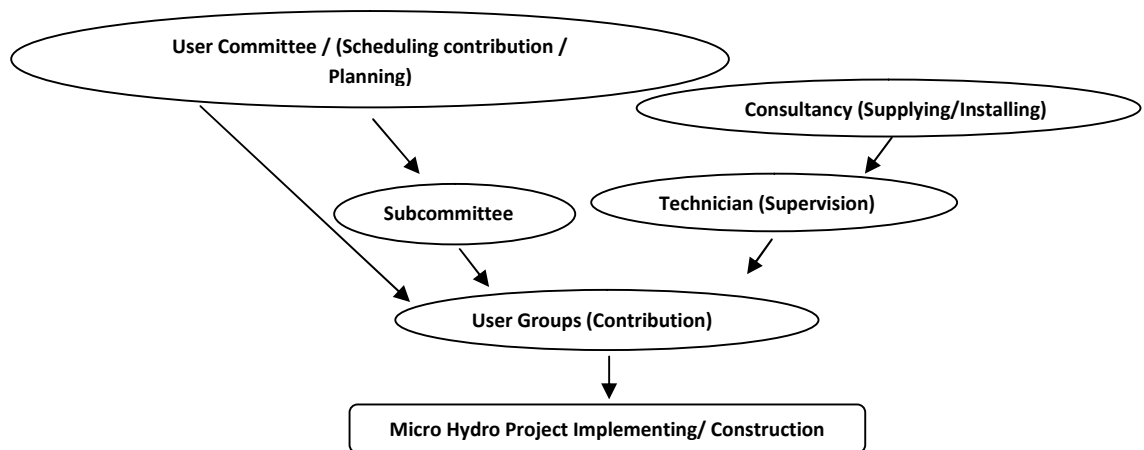 User Committee / (Scheduling contribution /
Planning)
Consultancy (Supplying/Installing)
Subcommittee
Technician (Supervision)
User Groups (Contribution)
Micro Hydro Project Implementing/ Construction